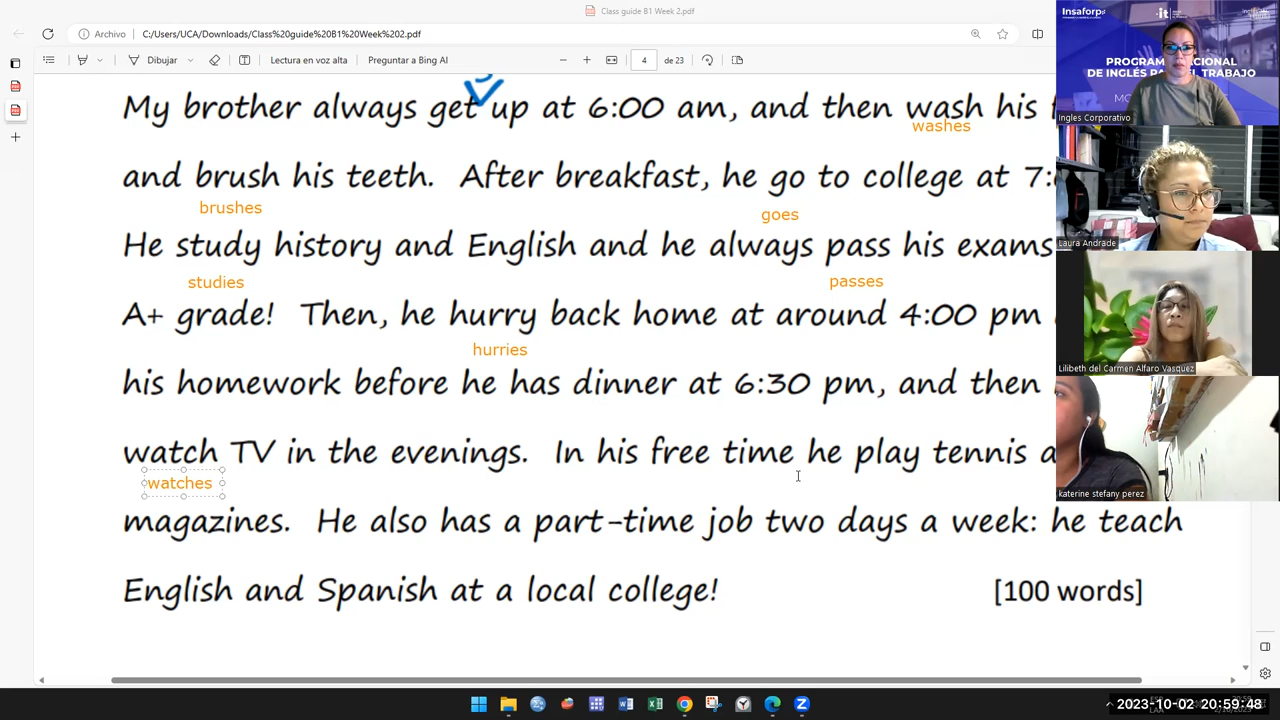 Class guide B1 Week 2.pdf
Archivo C:/Users/UCA/Downloads/Class%20guide%20B1%20Week%202.pdf
Dibujar Lectura en voz alta Preguntar a Bing AI 4 de 23
My brother always get up at 6:00 am, and then wash his
washes
and brush his teeth. After breakfast, he go to college at 7:
brushes goes
He study history and English and he always pass his exams
studies passes
A+ grade! Then, he hurry back home at around 4:00 pm
hurries
his homework before he has dinner at 6:30 pm, and then
watch TV in the evenings. In his free time he play tennis
watches
magazines. He also has a part-time job two days a week: he teach
English and Spanish at a local college! [100 words]
Insaforp
Ingles Corporativo
Laura Andrade
Lilibeth del Carmen Alfaro Vasquez
katerine stefany perez
2023-10-02 20:59:48